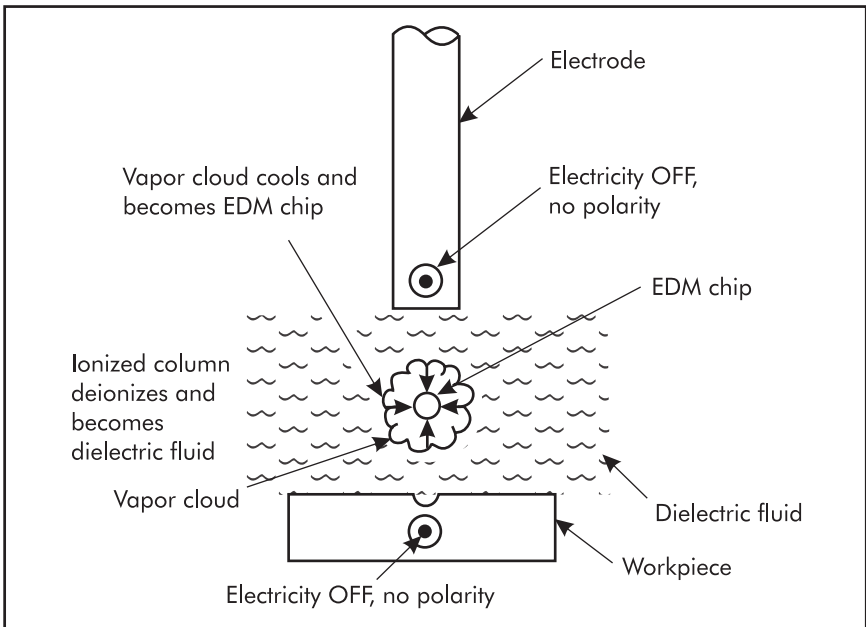 Electrode
Vapor cloud cools and
becomes EDM chip
Electricity OFF,
no polarity
EDM chip
Ionized column
deionizes and
becomes
dielectric fluid
Vapor cloud
Dielectric fluid
Workpiece
Electricity OFF, no polarity